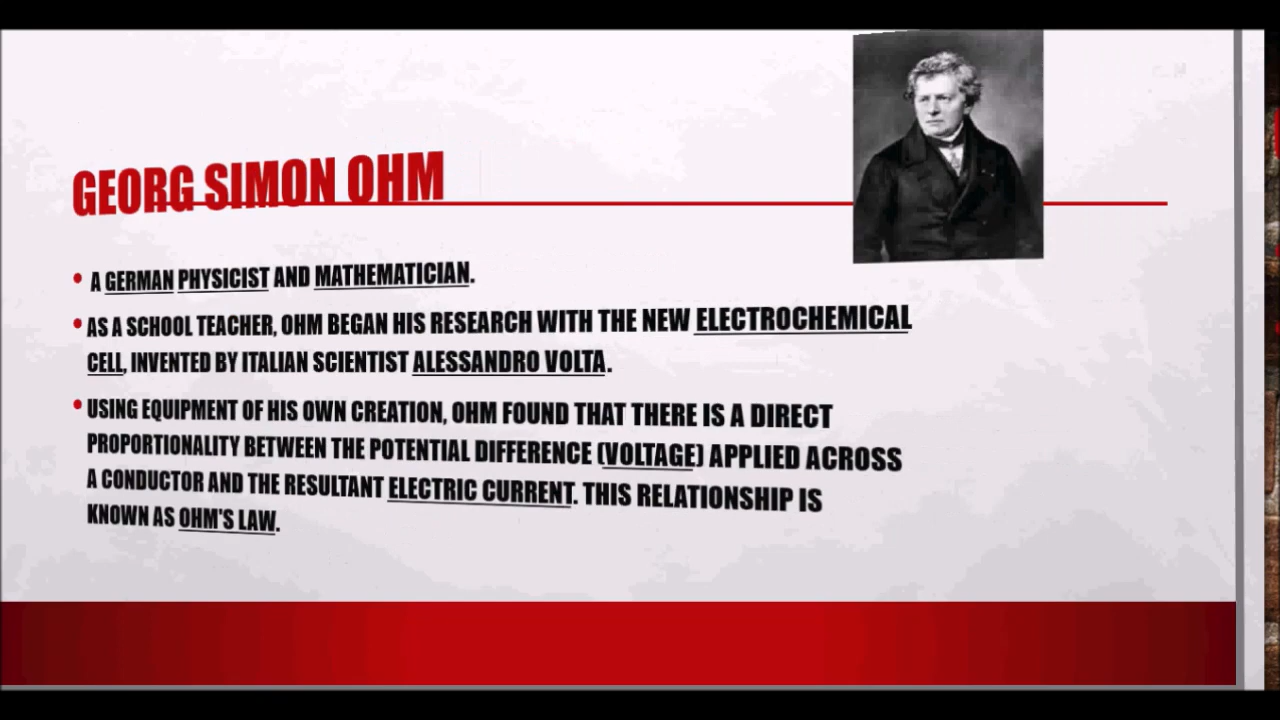 GEORG SIMON OHM
• A GERMAN PHYSICIST AND MATHEMATICIAN.
• AS A SCHOOL TEACHER, OHM BEGAN HIS RESEARCH WITH THE NEW ELECTROCHEMICAL
CELL, INVENTED BY ITALIAN SCIENTIST ALESSANDRO VOLTA.
• USING EQUIPMENT OF HIS OWN CREATION, OHM FOUND THAT THERE IS A DIRECT
PROPORTIONALITY BETWEEN THE POTENTIAL DIFFERENCE (VOLTAGE) APPLIED ACROSS
A CONDUCTOR AND THE RESULTANT ELECTRIC CURRENT. THIS RELATIONSHIP IS
KNOWN AS OHM'S LAW.